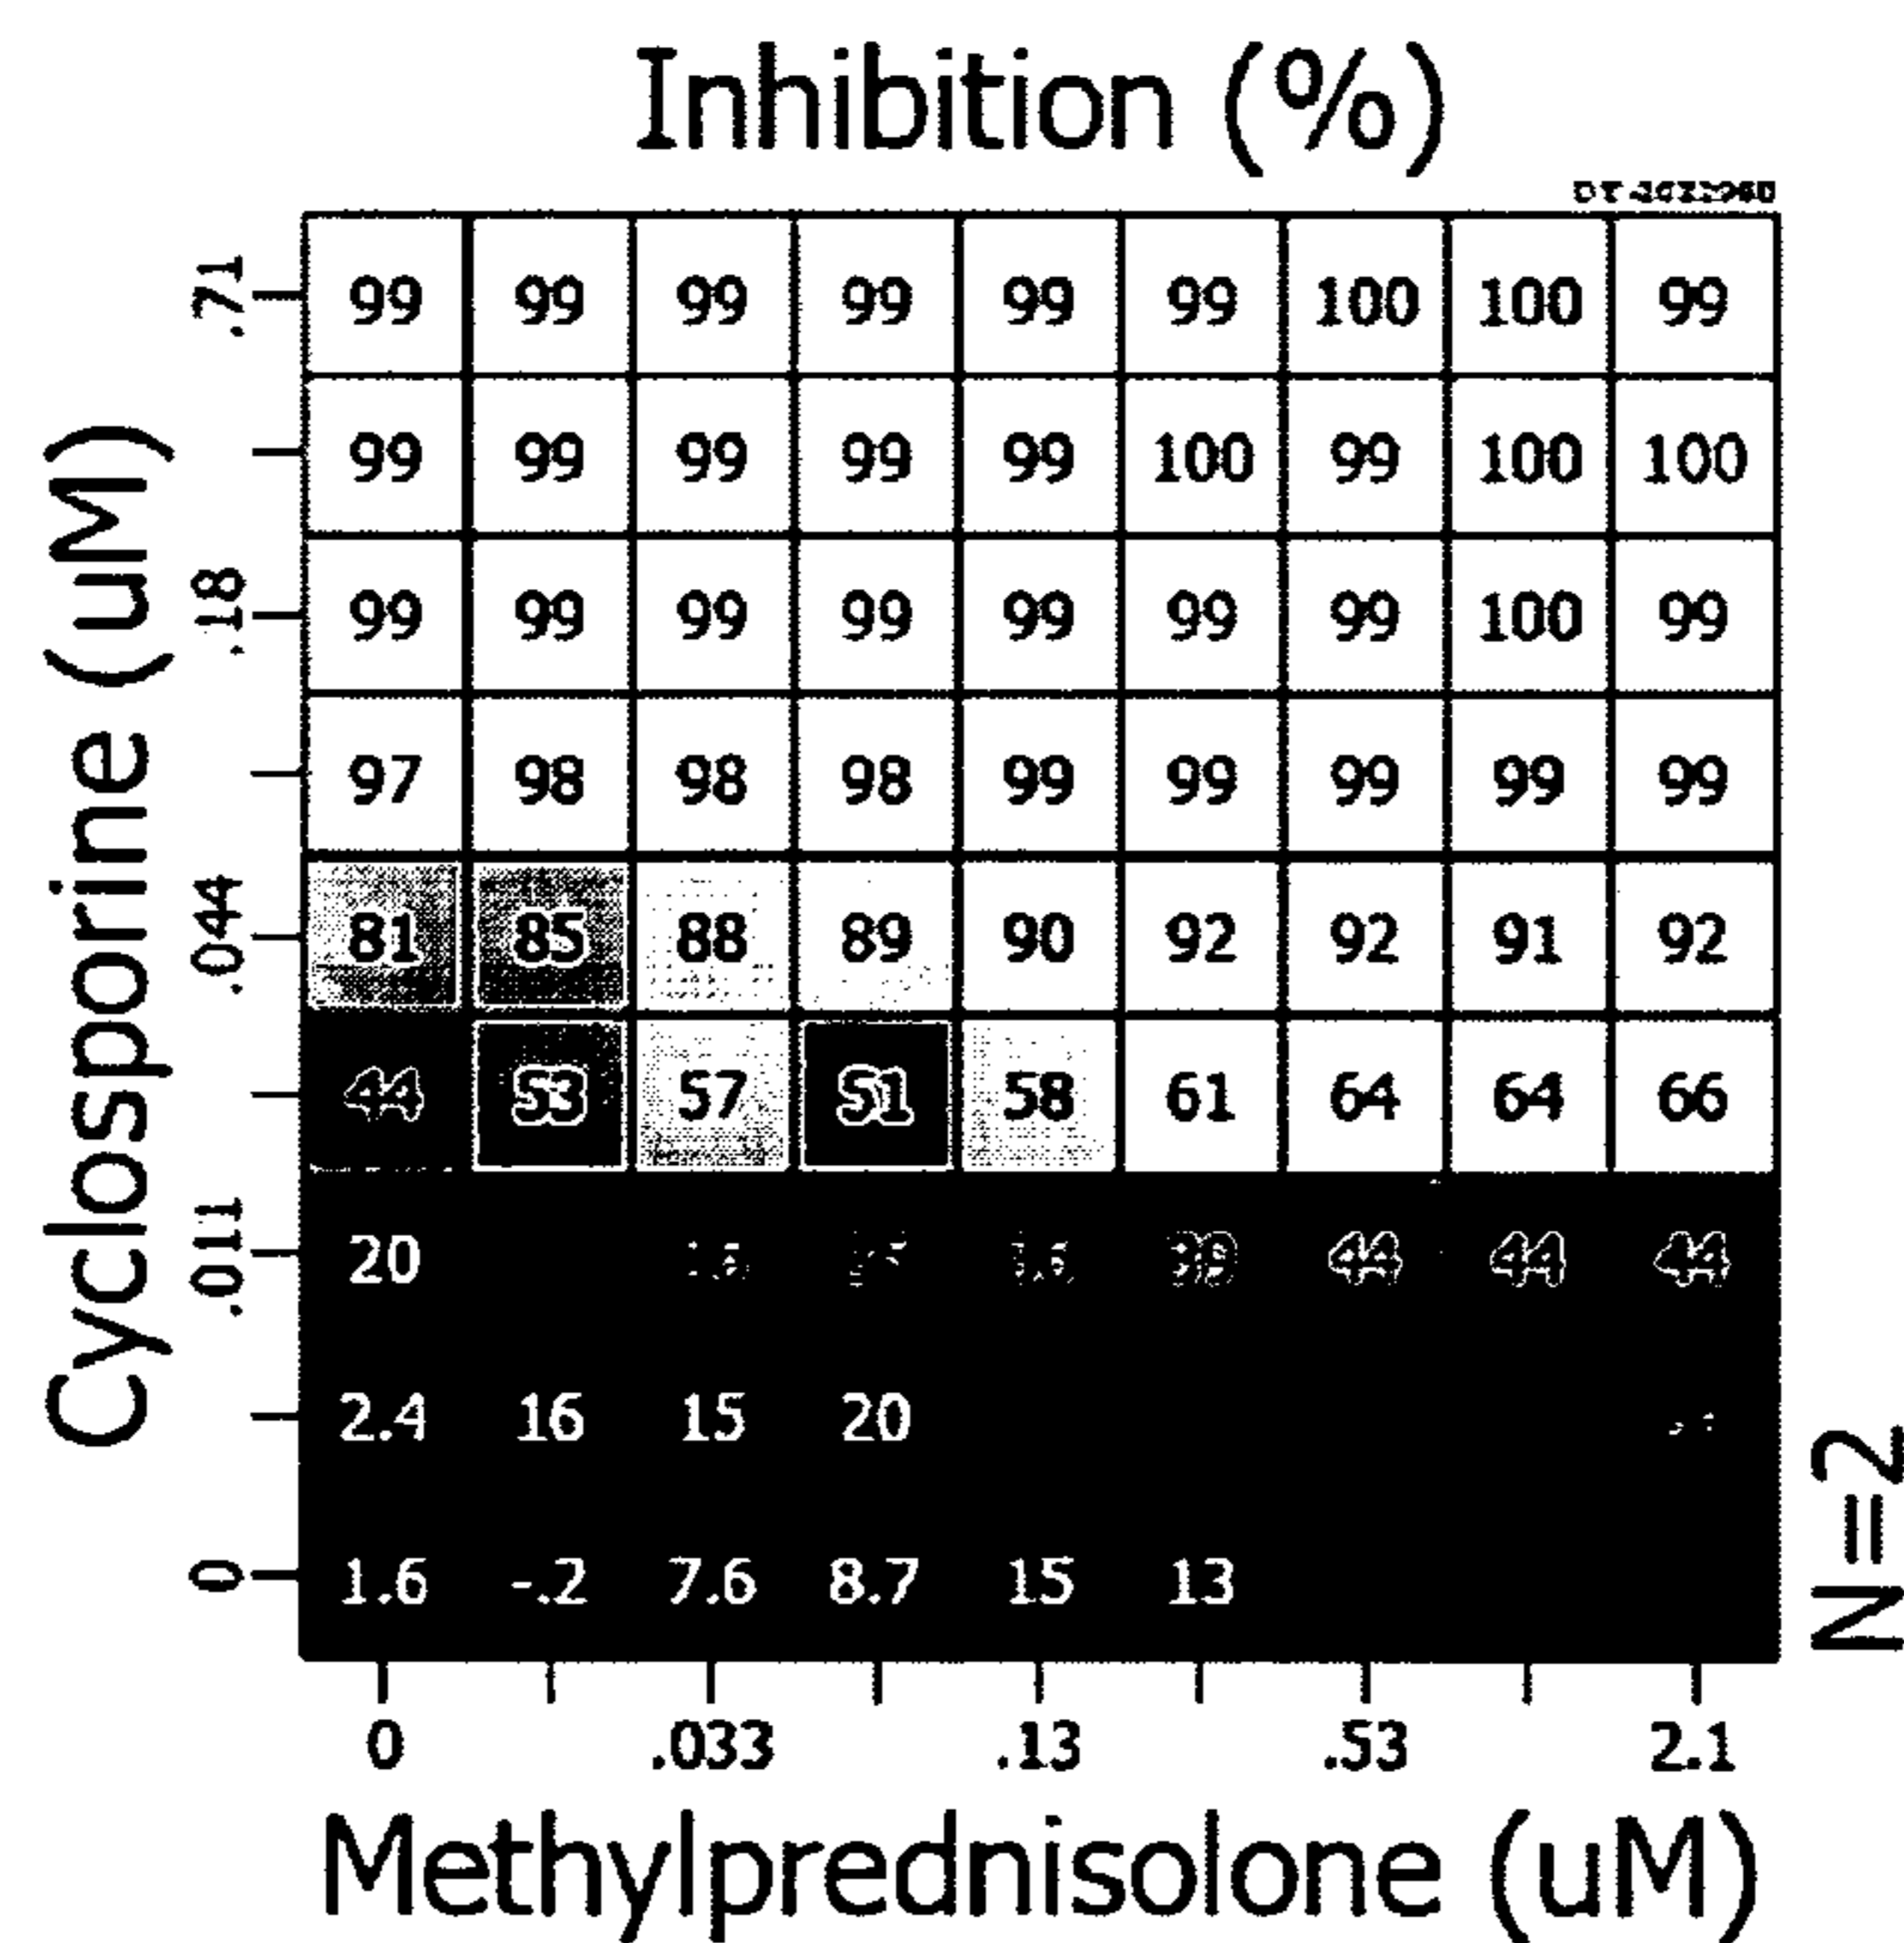 Inhibition (%)
.71 99 99 99 99 99 99 100 100 99
99 99 99 99 99 100 99 100 100
.18 99 99 99 99 99 99 99 100 99
97 98 98 98 99 99 99 99 99
.044 81 85 88 89 90 92 92 91 92
44 53 57 51 58 61 64 64 66
.011 20 39 44 44 44
2.4 16 15 20
0 1.6 -.2 7.6 8.7 15 13
0 .033 .13 .53 2.1
Cyclosporine (uM)
Methylprednisolone (uM)
N=2